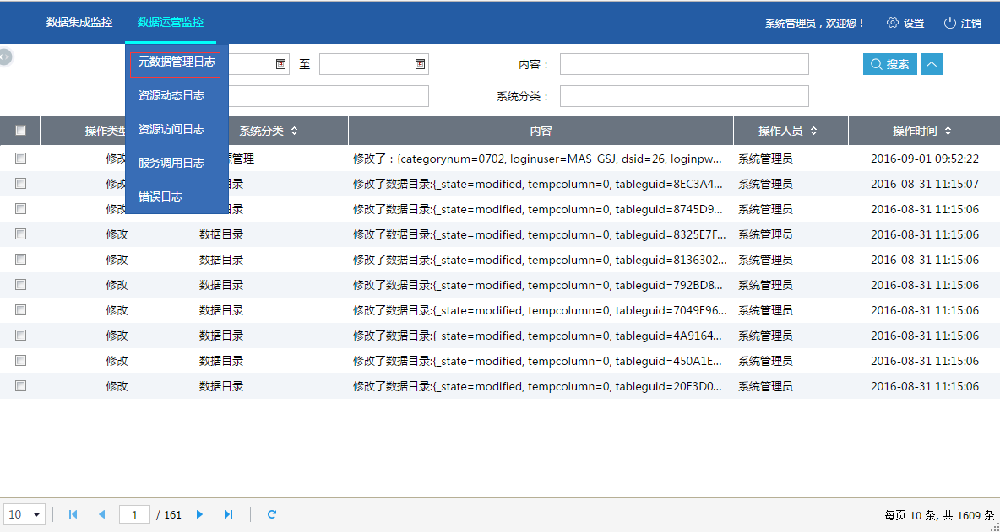 数据集成监控 数据运营监控 系统管理员，欢迎您！ 设置 注销
元数据管理日志 至 内容： 搜索
资源动态日志 系统分类：
操作类型 系统分类 内容 操作人员 操作时间
资源访问日志
修改 管理 修改了：{categorynum=0702, loginuser=MAS_GSJ, dsid=26, loginpw... 系统管理员 2016-09-01 09:52:22
服务调用日志
修改 目录 修改了数据目录:{_state=modified, tempcolumn=0, tableguid=8EC3A4... 系统管理员 2016-08-31 11:15:07
错误日志
修改 目录 修改了数据目录:{_state=modified, tempcolumn=0, tableguid=8745D9... 系统管理员 2016-08-31 11:15:06
修改 数据目录 修改了数据目录:{_state=modified, tempcolumn=0, tableguid=8325E7F... 系统管理员 2016-08-31 11:15:06
修改 数据目录 修改了数据目录:{_state=modified, tempcolumn=0, tableguid=8136302... 系统管理员 2016-08-31 11:15:06
修改 数据目录 修改了数据目录:{_state=modified, tempcolumn=0, tableguid=792BD8... 系统管理员 2016-08-31 11:15:06
修改 数据目录 修改了数据目录:{_state=modified, tempcolumn=0, tableguid=7049E96... 系统管理员 2016-08-31 11:15:06
修改 数据目录 修改了数据目录:{_state=modified, tempcolumn=0, tableguid=4A9164... 系统管理员 2016-08-31 11:15:06
修改 数据目录 修改了数据目录:{_state=modified, tempcolumn=0, tableguid=450A1E... 系统管理员 2016-08-31 11:15:06
修改 数据目录 修改了数据目录:{_state=modified, tempcolumn=0, tableguid=20F3D0... 系统管理员 2016-08-31 11:15:06
10 1 / 161 每页 10 条, 共 1609 条